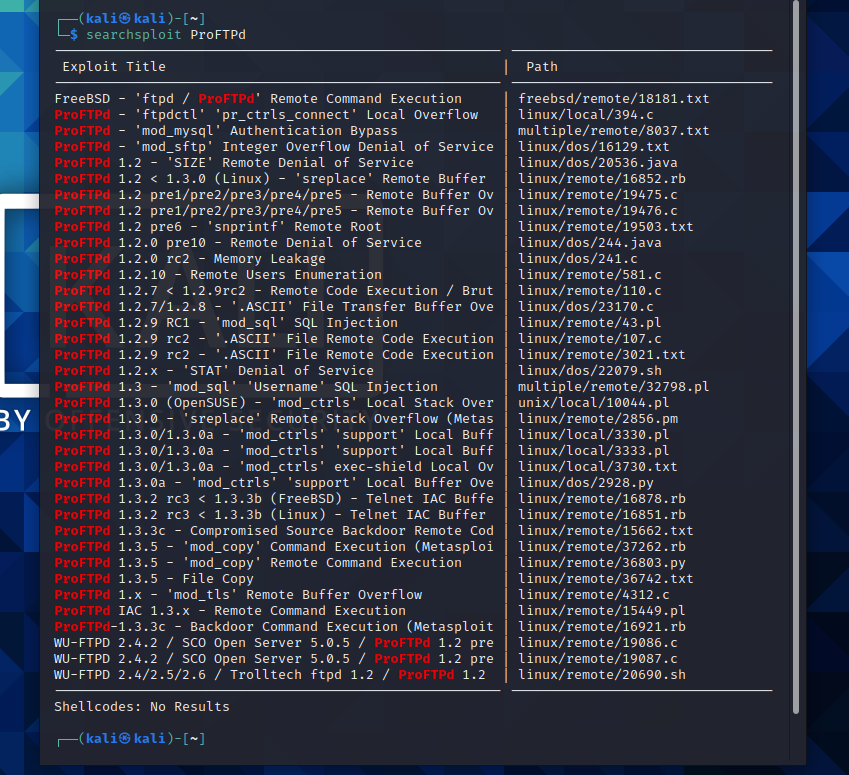 ┌──(kali㉿kali)-[~]
└─$ searchsploit ProFTPd
Exploit Title | Path
FreeBSD - 'ftpd / ProFTPd' Remote Command Execution | freebsd/remote/18181.txt
ProFTPd - 'ftpdctl' 'pr_ctrls_connect' Local Overflow | linux/local/394.c
ProFTPd - 'mod_mysql' Authentication Bypass | multiple/remote/8037.txt
ProFTPd - 'mod_sftp' Integer Overflow Denial of Service | linux/dos/16129.txt
ProFTPd 1.2 - 'SIZE' Remote Denial of Service | linux/dos/20536.java
ProFTPd 1.2 < 1.3.0 (Linux) - 'sreplace' Remote Buffer | linux/remote/16852.rb
ProFTPd 1.2 pre1/pre2/pre3/pre4/pre5 - Remote Buffer Ov | linux/remote/19475.c
ProFTPd 1.2 pre1/pre2/pre3/pre4/pre5 - Remote Buffer Ov | linux/remote/19476.c
ProFTPd 1.2 pre6 - 'snprintf' Remote Root | linux/remote/19503.txt
ProFTPd 1.2.0 pre10 - Remote Denial of Service | linux/dos/244.java
ProFTPd 1.2.0 rc2 - Memory Leakage | linux/dos/241.c
ProFTPd 1.2.10 - Remote Users Enumeration | linux/remote/581.c
ProFTPd 1.2.7 < 1.2.9rc2 - Remote Code Execution / Brut | linux/remote/110.c
ProFTPd 1.2.7/1.2.8 - '.ASCII' File Transfer Buffer Ove | linux/dos/23170.c
ProFTPd 1.2.9 RC1 - 'mod_sql' SQL Injection | linux/remote/43.pl
ProFTPd 1.2.9 rc2 - '.ASCII' File Remote Code Execution | linux/remote/107.c
ProFTPd 1.2.9 rc2 - '.ASCII' File Remote Code Execution | linux/remote/3021.txt
ProFTPd 1.2.x - 'STAT' Denial of Service | linux/dos/22079.sh
ProFTPd 1.3 - 'mod_sql' 'Username' SQL Injection | multiple/remote/32798.pl
ProFTPd 1.3.0 (OpenSUSE) - 'mod_ctrls' Local Stack Over | unix/local/10044.pl
ProFTPd 1.3.0 - 'sreplace' Remote Stack Overflow (Metas | linux/remote/2856.pm
ProFTPd 1.3.0/1.3.0a - 'mod_ctrls' 'support' Local Buff | linux/local/3330.pl
ProFTPd 1.3.0/1.3.0a - 'mod_ctrls' 'support' Local Buff | linux/local/3333.pl
ProFTPd 1.3.0/1.3.0a - 'mod_ctrls' exec-shield Local Ov | linux/local/3730.txt
ProFTPd 1.3.0a - 'mod_ctrls' 'support' Local Buffer Ove | linux/dos/2928.py
ProFTPd 1.3.2 rc3 < 1.3.3b (FreeBSD) - Telnet IAC Buffe | linux/remote/16878.rb
ProFTPd 1.3.2 rc3 < 1.3.3b (Linux) - Telnet IAC Buffer | linux/remote/16851.rb
ProFTPd 1.3.3c - Compromised Source Backdoor Remote Cod | linux/remote/15662.txt
ProFTPd 1.3.5 - 'mod_copy' Command Execution (Metasploi | linux/remote/37262.rb
ProFTPd 1.3.5 - 'mod_copy' Remote Command Execution | linux/remote/36803.py
ProFTPd 1.3.5 - File Copy | linux/remote/36742.txt
ProFTPd 1.x - 'mod_tls' Remote Buffer Overflow | linux/remote/4312.c
ProFTPd IAC 1.3.x - Remote Command Execution | linux/remote/15449.pl
ProFTPd-1.3.3c - Backdoor Command Execution (Metasploit | linux/remote/16921.rb
WU-FTPD 2.4.2 / SCO Open Server 5.0.5 / ProFTPd 1.2 pre | linux/remote/19086.c
WU-FTPD 2.4.2 / SCO Open Server 5.0.5 / ProFTPd 1.2 pre | linux/remote/19087.c
WU-FTPD 2.4/2.5/2.6 / Trolltech ftpd 1.2 / ProFTPd 1.2 | linux/remote/20690.sh
Shellcodes: No Results
┌──(kali㉿kali)-[~]
BY OFFENSIVE SECURITY